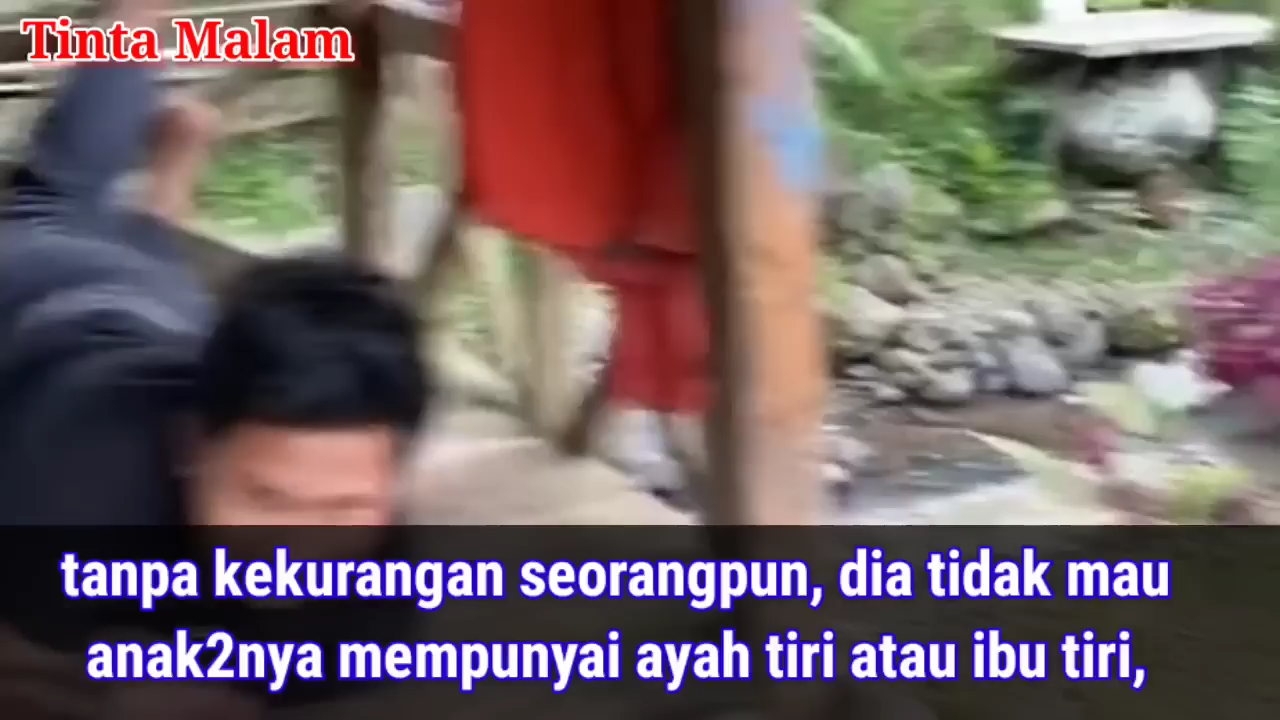 Tinta Malam
tanpa kekurangan seorangpun, dia tidak mau
anak2nya mempunyai ayah tiri atau ibu tiri,